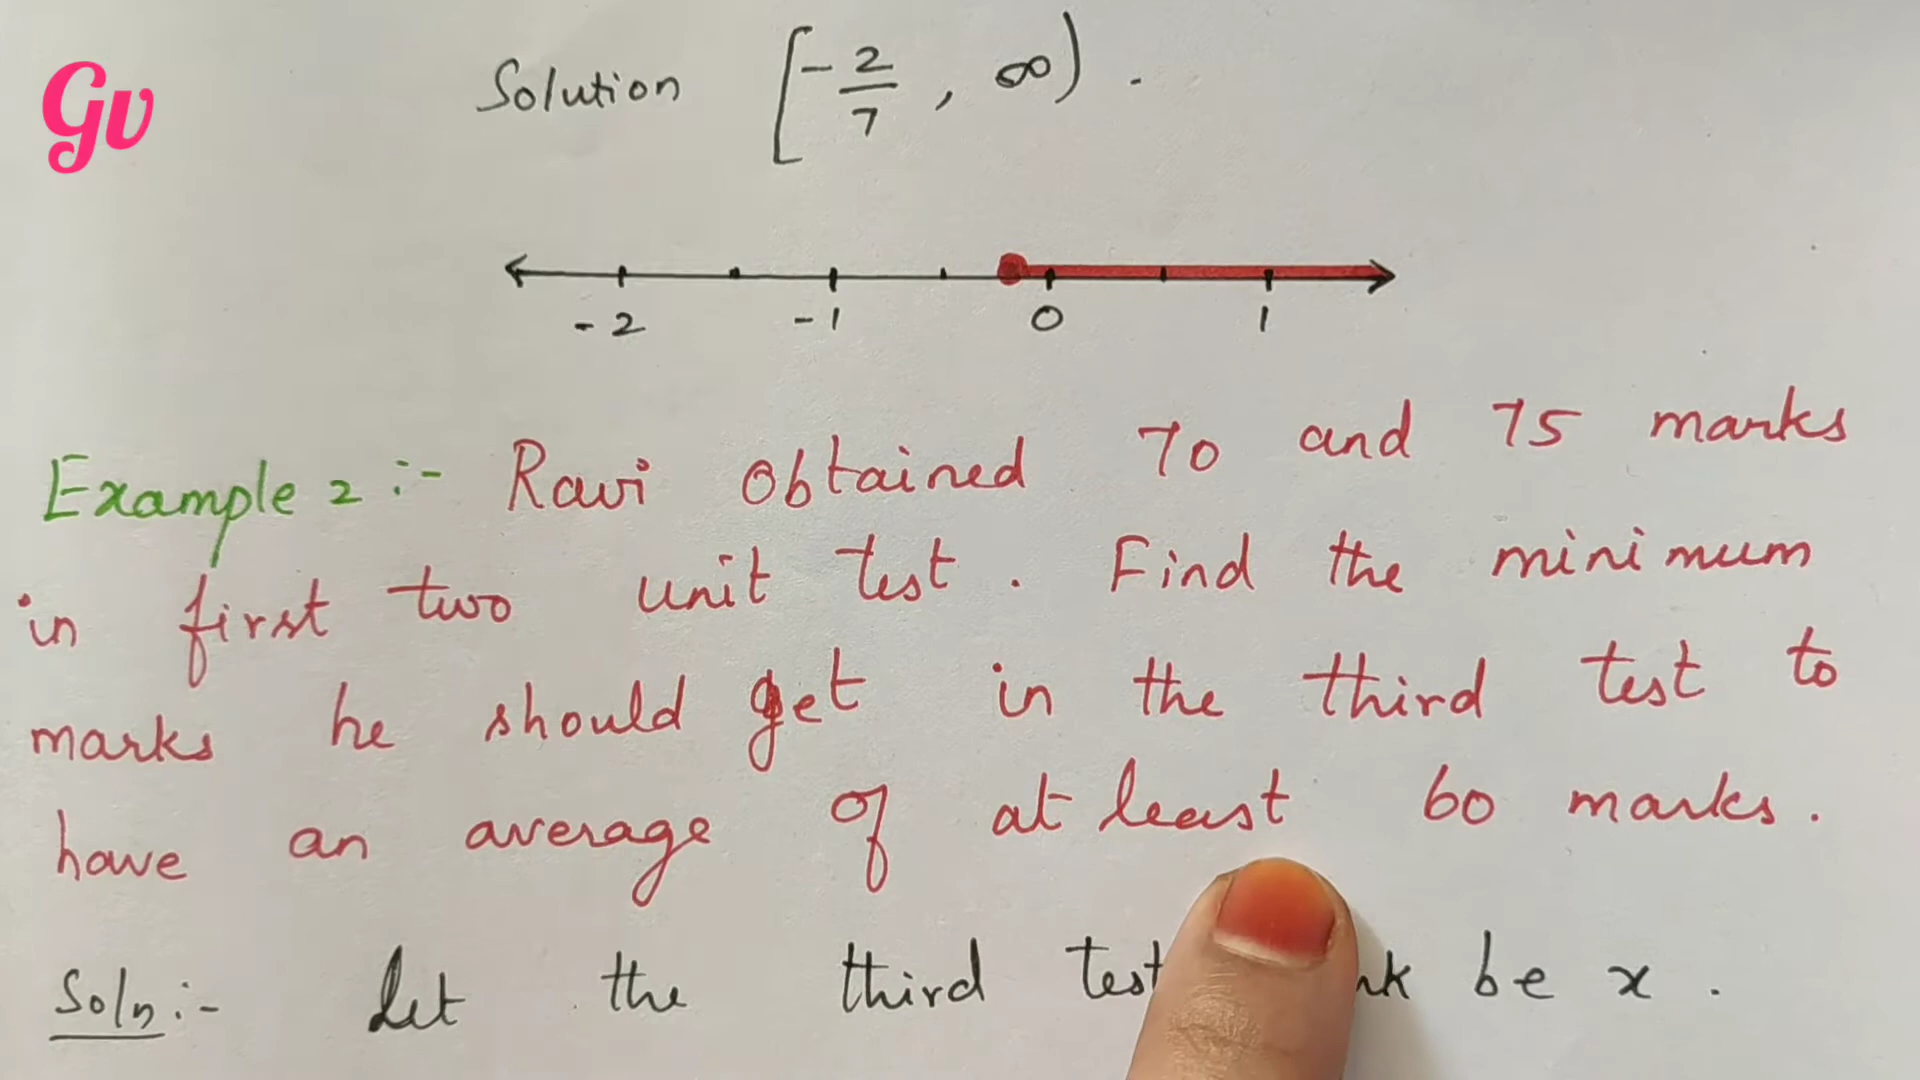 Gv
Solution [-2/7, ∞).
-2 -1 0 1
Example 2 :- Ravi obtained 70 and 75 marks
in first two unit test. Find the minimum
marks he should get in the third test to
have an average of at least 60 marks.
Soln :- Let the third test be x.